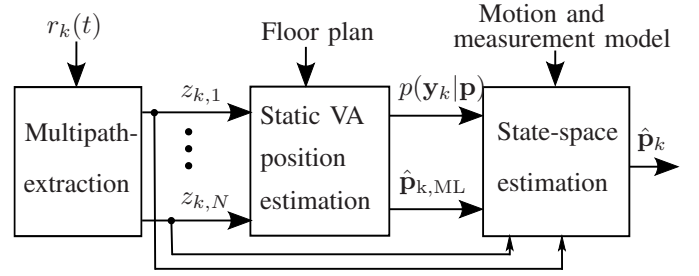 r_k(t)
Floor plan
Motion and
measurement model
Multipath-
extraction
z_{k,1}
z_{k,N}
Static VA
position
estimation
p(𝐲_k|𝐩)
𝐩̂_{k,ML}
State-space
estimation
𝐩̂_k